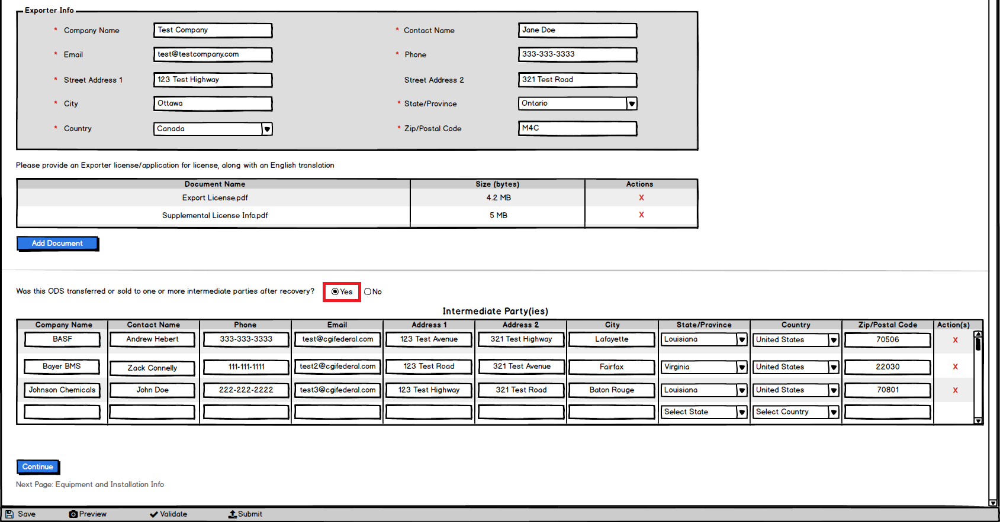 Exporter Info
* Company Name Test Company * Contact Name Jane Doe
* Email test@testcompany.com * Phone 333-333-3333
* Street Address 1 123 Test Highway Street Address 2 321 Test Road
* City Ottawa * State/Province Ontario
* Country Canada * Zip/Postal Code M4C
Please provide an Exporter license/application for license, along with an English translation
Document Name Size (bytes) Actions
Export License.pdf 4.2 MB X
Supplemental License Info.pdf 5 MB X
Add Document
Was this ODS transferred or sold to one or more intermediate parties after recovery? Yes No
Intermediate Party(ies)
Company Name Contact Name Phone Email Address 1 Address 2 City State/Province Country Zip/Postal Code Action(s)
BASF Andrew Hebert 333-333-3333 test@cgifederal.com 123 Test Avenue 321 Test Highway Lafayette Louisiana United States 70506 X
Bayer BMS Zack Connelly 111-111-1111 test2@cgifederal.com 123 Test Road 321 Test Avenue Fairfax Virginia United States 22030 X
Johnson Chemicals John Doe 222-222-2222 test3@cgifederal.com 123 Test Highway 321 Test Road Baton Rouge Louisiana United States 70801 X
Select State Select Country
Continue
Next Page: Equipment and Installation Info
Save Preview Validate Submit